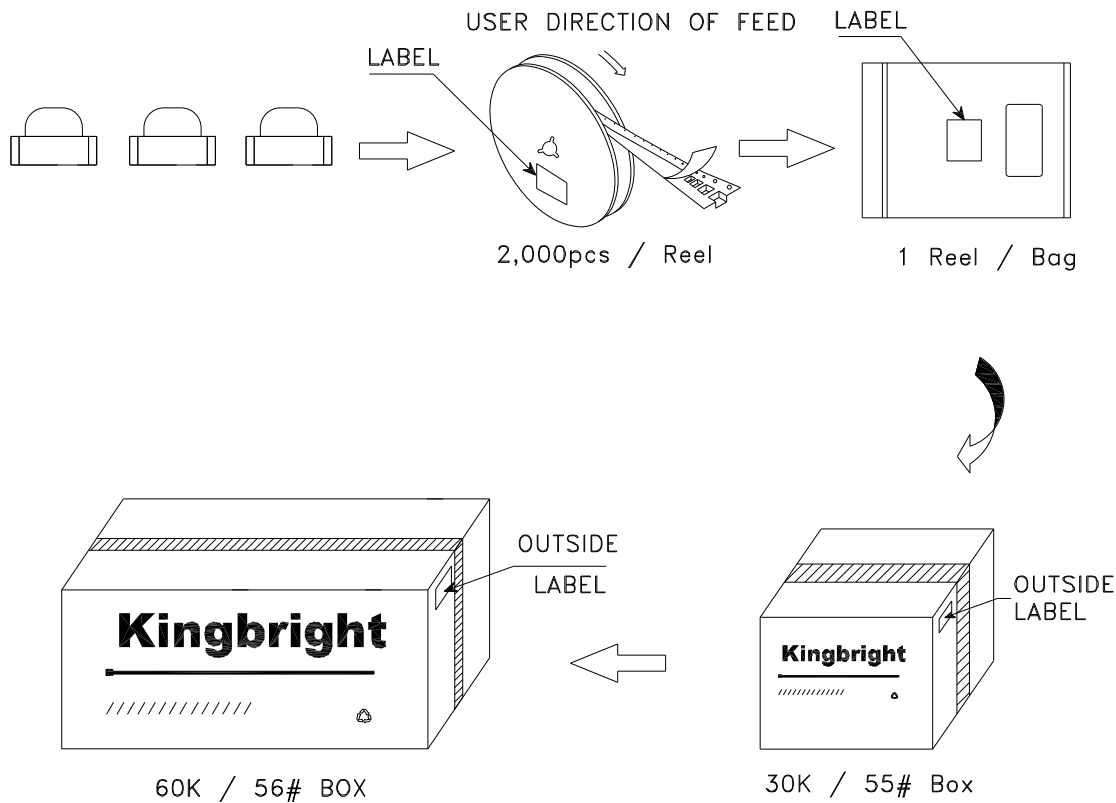 USER DIRECTION OF FEED
LABEL
LABEL
2,000pcs / Reel
1 Reel / Bag
OUTSIDE
LABEL
Kingbright
60K / 56# BOX
OUTSIDE
LABEL
Kingbright
30K / 55# Box